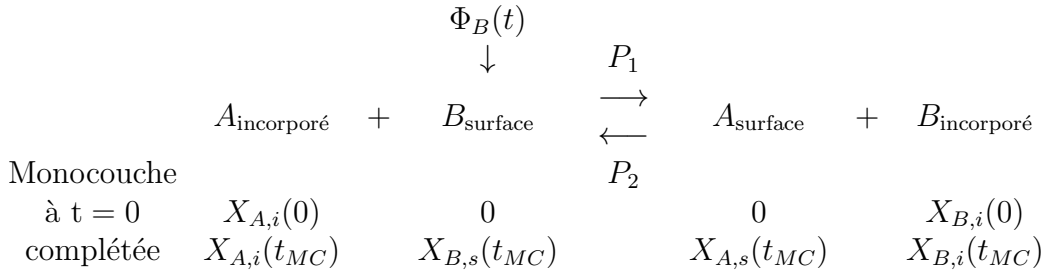 Φ_B(t)
↓ P_1
A_incorporé + B_surface ⟶ ⟵ A_surface + B_incorporé
Monocouche P_2
à t = 0 X_{A,i}(0) 0 0 X_{B,i}(0)
complétée X_{A,i}(t_{MC}) X_{B,s}(t_{MC}) X_{A,s}(t_{MC}) X_{B,i}(t_{MC})